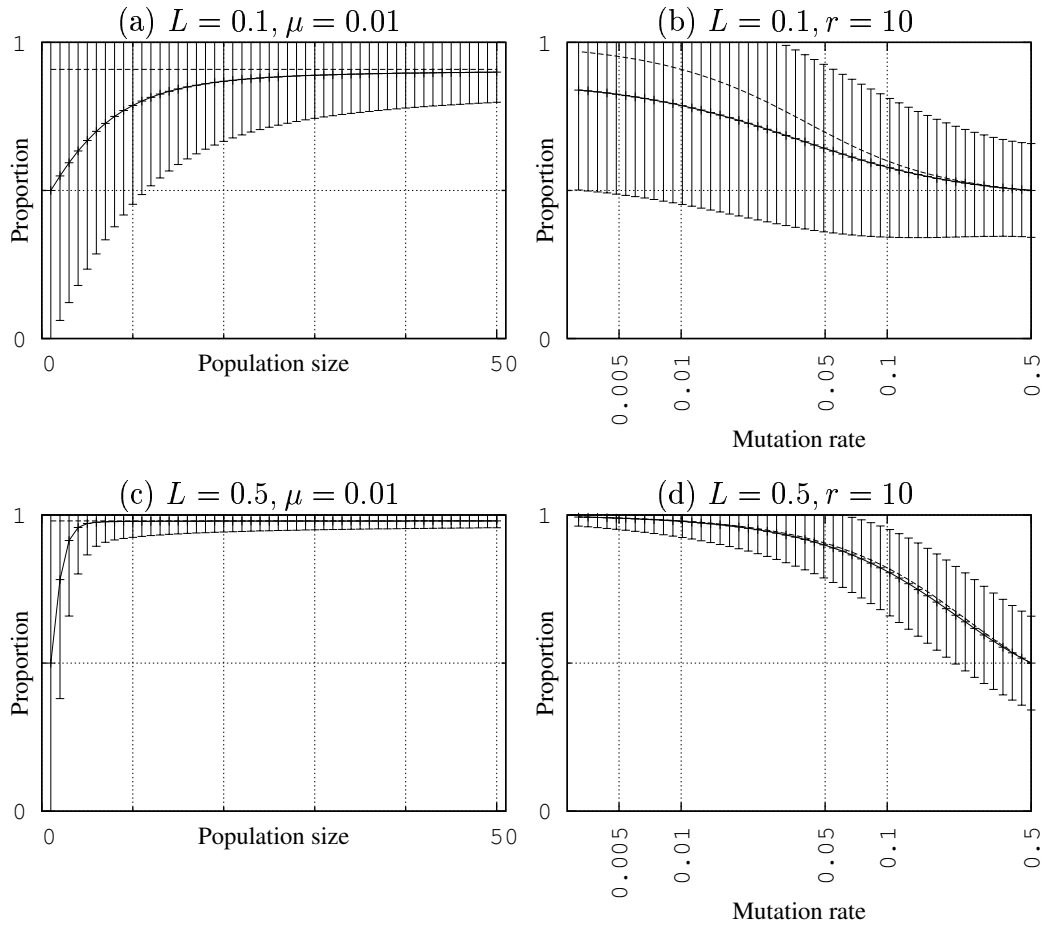 (a) L = 0.1, μ = 0.01
1
Proportion
0
0 Population size 50
(b) L = 0.1, r = 10
1
Proportion
0
0.005 0.01 0.05 0.1 0.5
Mutation rate
(c) L = 0.5, μ = 0.01
1
Proportion
0
0 Population size 50
(d) L = 0.5, r = 10
1
Proportion
0
0.005 0.01 0.05 0.1 0.5
Mutation rate